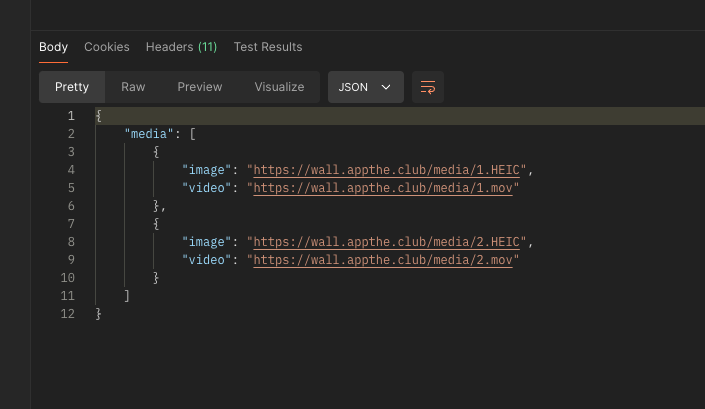 Body Cookies Headers (11) Test Results
Pretty Raw Preview Visualize JSON
1 {
2 "media": [
3 {
4 "image": "https://wall.appthe.club/media/1.HEIC",
5 "video": "https://wall.appthe.club/media/1.mov"
6 },
7 {
8 "image": "https://wall.appthe.club/media/2.HEIC",
9 "video": "https://wall.appthe.club/media/2.mov"
10 }
11 ]
12 }